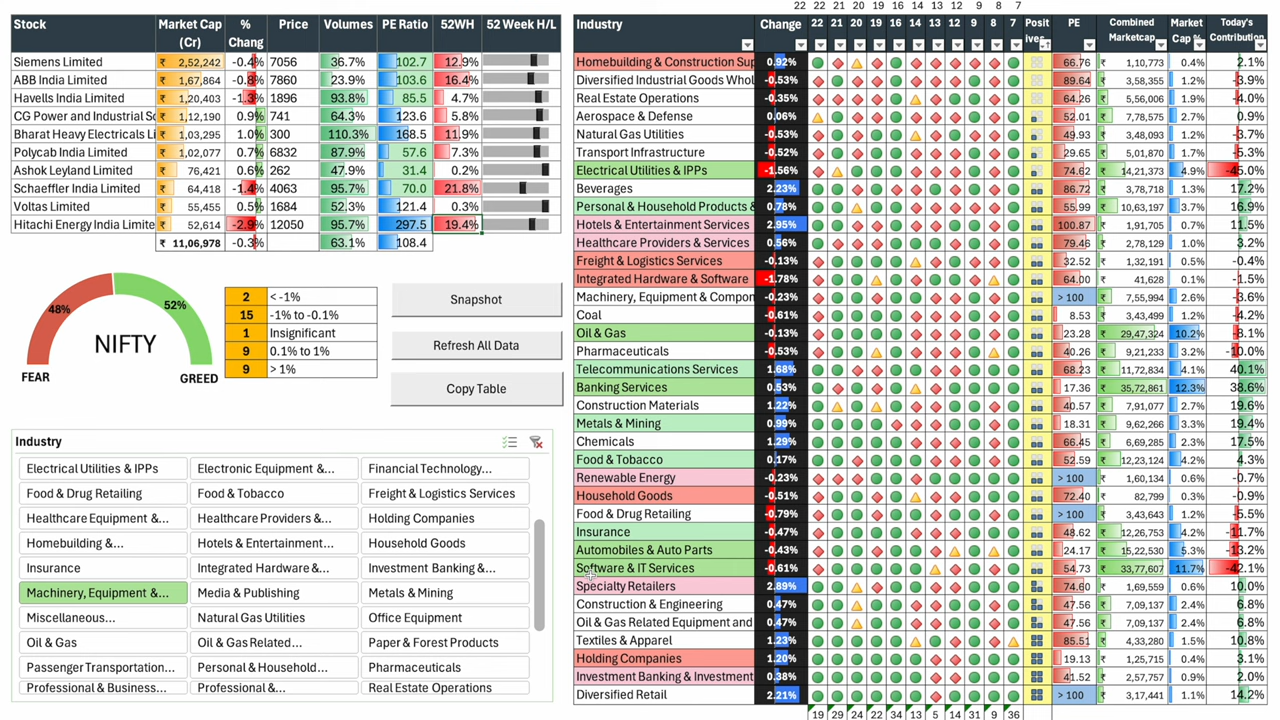 22 22 21 20 19 16 14 13 12 9 8 7
Stock Market Cap (Cr) % Chang Price Volumes PE Ratio 52WH 52 Week H/L
Siemens Limited ₹ 2,52,242 -0.4% 7056 36.7% 102.7 12.9%
ABB India Limited ₹ 1,67,864 -0.8% 7860 23.9% 103.6 16.4%
Havells India Limited ₹ 1,20,403 -1.3% 1896 93.8% 85.5 4.7%
CG Power and Industrial So ₹ 1,12,190 0.9% 741 64.3% 123.6 5.8%
Bharat Heavy Electricals Li ₹ 1,03,295 1.0% 300 110.3% 168.5 11.9%
Polycab India Limited ₹ 1,02,077 0.7% 6832 87.9% 57.6 7.3%
Ashok Leyland Limited ₹ 76,421 0.6% 262 47.9% 31.4 0.2%
Schaeffler India Limited ₹ 64,418 -1.4% 4063 95.7% 70.0 21.8%
Voltas Limited ₹ 55,455 0.5% 1684 52.3% 121.4 0.3%
Hitachi Energy India Limite ₹ 52,614 -2.9% 12050 95.7% 297.5 19.4%
₹ 11,06,978 -0.3% 63.1% 108.4
48%
52%
NIFTY
FEAR
GREED
2 < -1%
15 -1% to -0.1%
1 Insignificant
9 0.1% to 1%
9 > 1%
Snapshot
Refresh All Data
Copy Table
Industry
Electrical Utilities & IPPs Electronic Equipment &... Financial Technology...
Food & Drug Retailing Food & Tobacco Freight & Logistics Services
Healthcare Equipment &... Healthcare Providers &... Holding Companies
Homebuilding &... Hotels & Entertainment... Household Goods
Insurance Integrated Hardware &... Investment Banking &...
Machinery, Equipment &... Media & Publishing Metals & Mining
Miscellaneous... Natural Gas Utilities Office Equipment
Oil & Gas Oil & Gas Related... Paper & Forest Products
Passenger Transportation... Personal & Household... Pharmaceuticals
Professional & Business... Professional &... Real Estate Operations
Industry Change 22 21 20 19 16 14 13 12 9 8 7 Posit ives PE Combined Marketcap Market Cap % Today's Contribution
Homebuilding & Construction Sup 0.92% 66.76 ₹ 1,10,773 0.4% 2.1%
Diversified Industrial Goods Whol -0.53% 89.64 ₹ 3,58,355 1.2% -3.9%
Real Estate Operations -0.35% 64.26 ₹ 5,56,006 1.9% -4.0%
Aerospace & Defense 0.06% 52.01 ₹ 7,78,575 2.7% 0.9%
Natural Gas Utilities -0.53% 49.93 ₹ 3,48,093 1.2% -3.7%
Transport Infrastructure -0.52% 29.65 ₹ 5,01,870 1.7% -5.3%
Electrical Utilities & IPPs -1.56% 74.62 ₹ 14,21,373 4.9% -45.0%
Beverages 2.23% 86.72 ₹ 3,78,718 1.3% 17.2%
Personal & Household Products & 0.78% 55.99 ₹ 10,63,197 3.7% 16.9%
Hotels & Entertainment Services 2.95% 100.87 ₹ 1,91,705 0.7% 11.5%
Healthcare Providers & Services 0.56% 79.46 ₹ 2,78,129 1.0% 3.2%
Freight & Logistics Services -0.13% 32.52 ₹ 1,32,191 0.5% -0.4%
Integrated Hardware & Software -1.78% 64.00 ₹ 41,628 0.1% -1.5%
Machinery, Equipment & Compon -0.23% > 100 ₹ 7,55,994 2.6% -3.6%
Coal -0.61% 8.53 ₹ 3,43,499 1.2% -4.2%
Oil & Gas -0.13% 23.28 ₹ 29,47,324 10.2% -8.1%
Pharmaceuticals -0.53% 40.26 ₹ 9,21,233 3.2% -10.0%
Telecommunications Services 1.68% 68.23 ₹ 11,72,834 4.1% 40.1%
Banking Services 0.53% 17.36 ₹ 35,72,861 12.3% 38.6%
Construction Materials 1.22% 40.57 ₹ 7,91,077 2.7% 19.6%
Metals & Mining 0.99% 18.31 ₹ 9,62,266 3.3% 19.4%
Chemicals 1.29% 66.45 ₹ 6,69,285 2.3% 17.5%
Food & Tobacco 0.17% 52.59 ₹ 12,23,124 4.2% 4.3%
Renewable Energy -0.23% > 100 ₹ 1,60,134 0.6% -0.7%
Household Goods -0.51% 72.40 ₹ 82,799 0.3% -0.9%
Food & Drug Retailing -0.79% > 100 ₹ 3,43,643 1.2% -5.5%
Insurance -0.47% 48.62 ₹ 12,26,753 4.2% -11.7%
Automobiles & Auto Parts -0.43% 24.17 ₹ 15,22,530 5.3% -13.2%
Software & IT Services -0.61% 54.73 ₹ 33,77,607 11.7% -42.1%
Specialty Retailers 2.89% 74.60 ₹ 1,69,559 0.6% 10.0%
Construction & Engineering 0.47% 47.56 ₹ 7,09,137 2.4% 6.8%
Oil & Gas Related Equipment and 0.47% 47.56 ₹ 7,09,137 2.4% 6.8%
Textiles & Apparel 1.23% 85.51 ₹ 4,33,280 1.5% 10.8%
Holding Companies 1.20% 19.13 ₹ 1,25,715 0.4% 3.1%
Investment Banking & Investment 0.38% 41.52 ₹ 2,57,757 0.9% 2.0%
Diversified Retail 2.21% > 100 ₹ 3,17,441 1.1% 14.2%
19 29 24 22 34 13 5 14 31 9 36